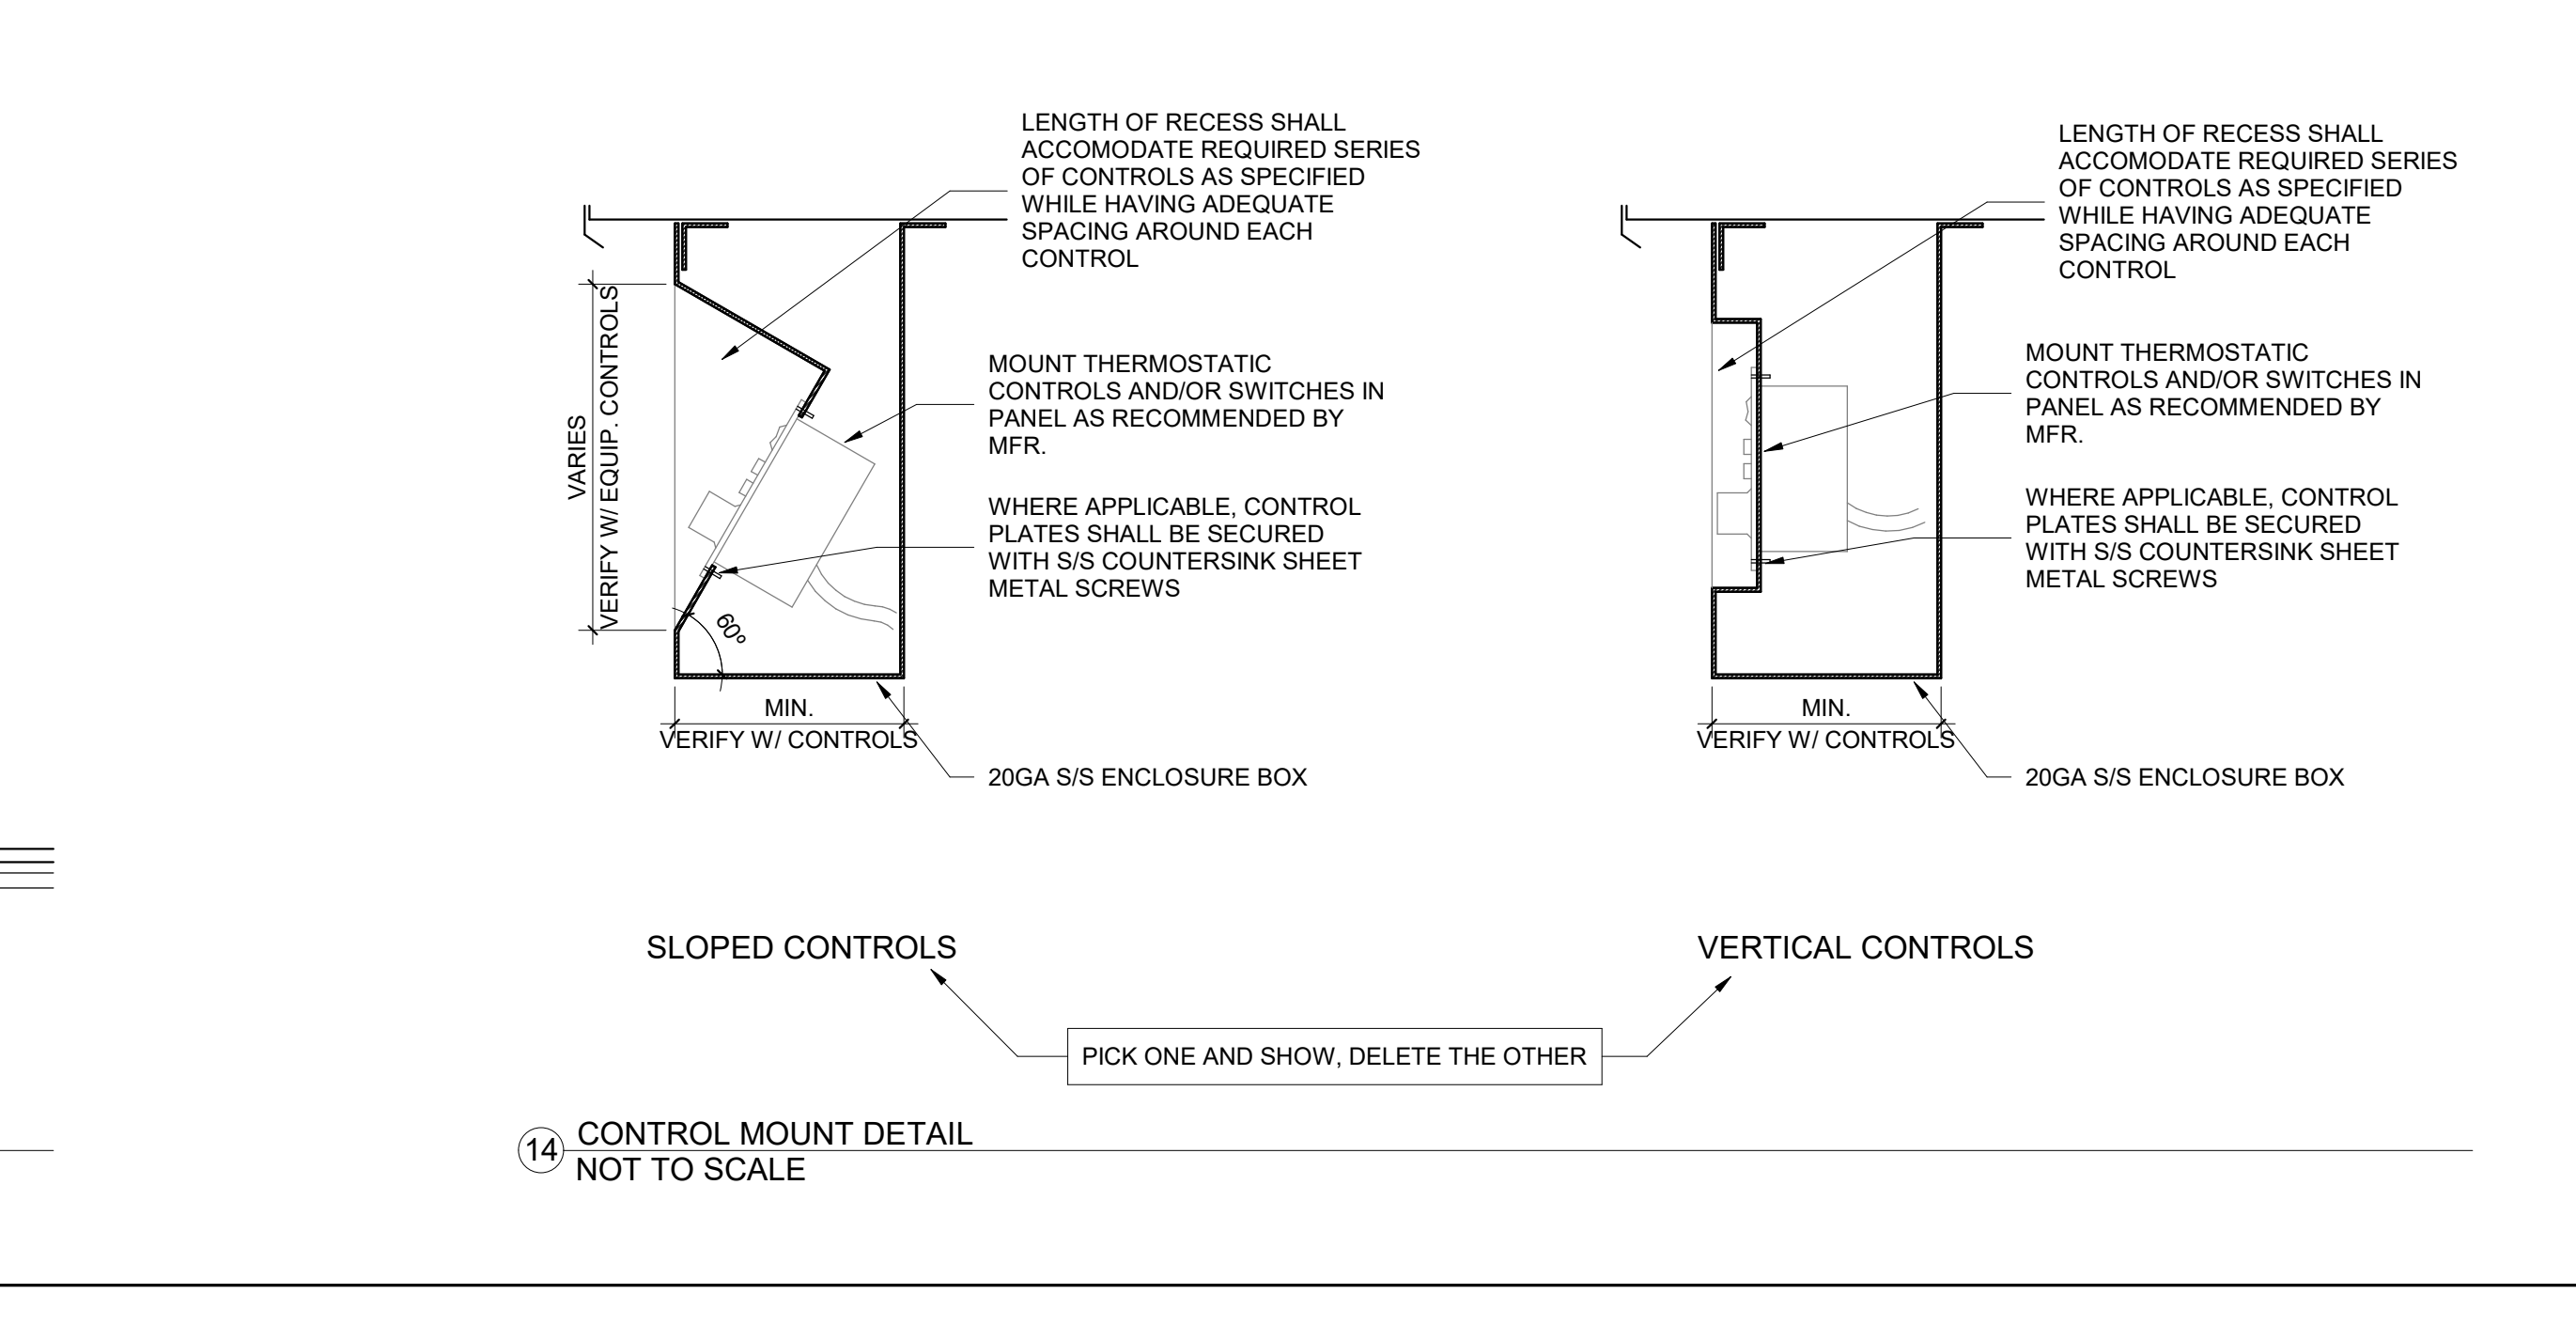 LENGTH OF RECESS SHALL
ACCOMODATE REQUIRED SERIES
OF CONTROLS AS SPECIFIED
WHILE HAVING ADEQUATE
SPACING AROUND EACH
CONTROL
MOUNT THERMOSTATIC
CONTROLS AND/OR SWITCHES IN
PANEL AS RECOMMENDED BY
MFR.
WHERE APPLICABLE, CONTROL
PLATES SHALL BE SECURED
WITH S/S COUNTERSINK SHEET
METAL SCREWS
VARIES
VERIFY W/ EQUIP. CONTROLS
60º
MIN.
VERIFY W/ CONTROLS
20GA S/S ENCLOSURE BOX
SLOPED CONTROLS
LENGTH OF RECESS SHALL
ACCOMODATE REQUIRED SERIES
OF CONTROLS AS SPECIFIED
WHILE HAVING ADEQUATE
SPACING AROUND EACH
CONTROL
MOUNT THERMOSTATIC
CONTROLS AND/OR SWITCHES IN
PANEL AS RECOMMENDED BY
MFR.
WHERE APPLICABLE, CONTROL
PLATES SHALL BE SECURED
WITH S/S COUNTERSINK SHEET
METAL SCREWS
MIN.
VERIFY W/ CONTROLS
20GA S/S ENCLOSURE BOX
VERTICAL CONTROLS
PICK ONE AND SHOW, DELETE THE OTHER
14
CONTROL MOUNT DETAIL
NOT TO SCALE